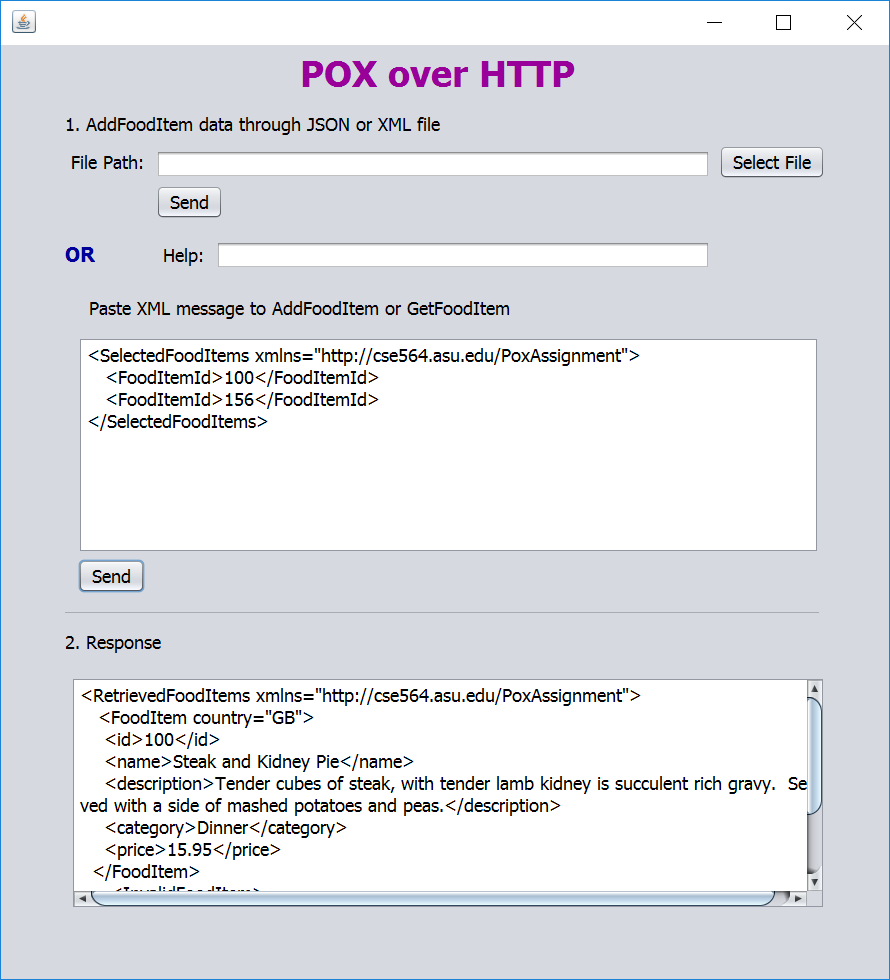 POX over HTTP
1. AddFoodItem data through JSON or XML file
File Path:
Select File
Send
OR
Help:
Paste XML message to AddFoodItem or GetFoodItem
<SelectedFoodItems xmlns="http://cse564.asu.edu/PoxAssignment">
<FoodItemId>100</FoodItemId>
<FoodItemId>156</FoodItemId>
</SelectedFoodItems>
Send
2. Response
<RetrievedFoodItems xmlns="http://cse564.asu.edu/PoxAssignment">
<FoodItem country="GB">
<id>100</id>
<name>Steak and Kidney Pie</name>
<description>Tender cubes of steak, with tender lamb kidney is succulent rich gravy.  Se
ved with a side of mashed potatoes and peas.</description>
<category>Dinner</category>
<price>15.95</price>
</FoodItem>
<InvalidFoodItem>